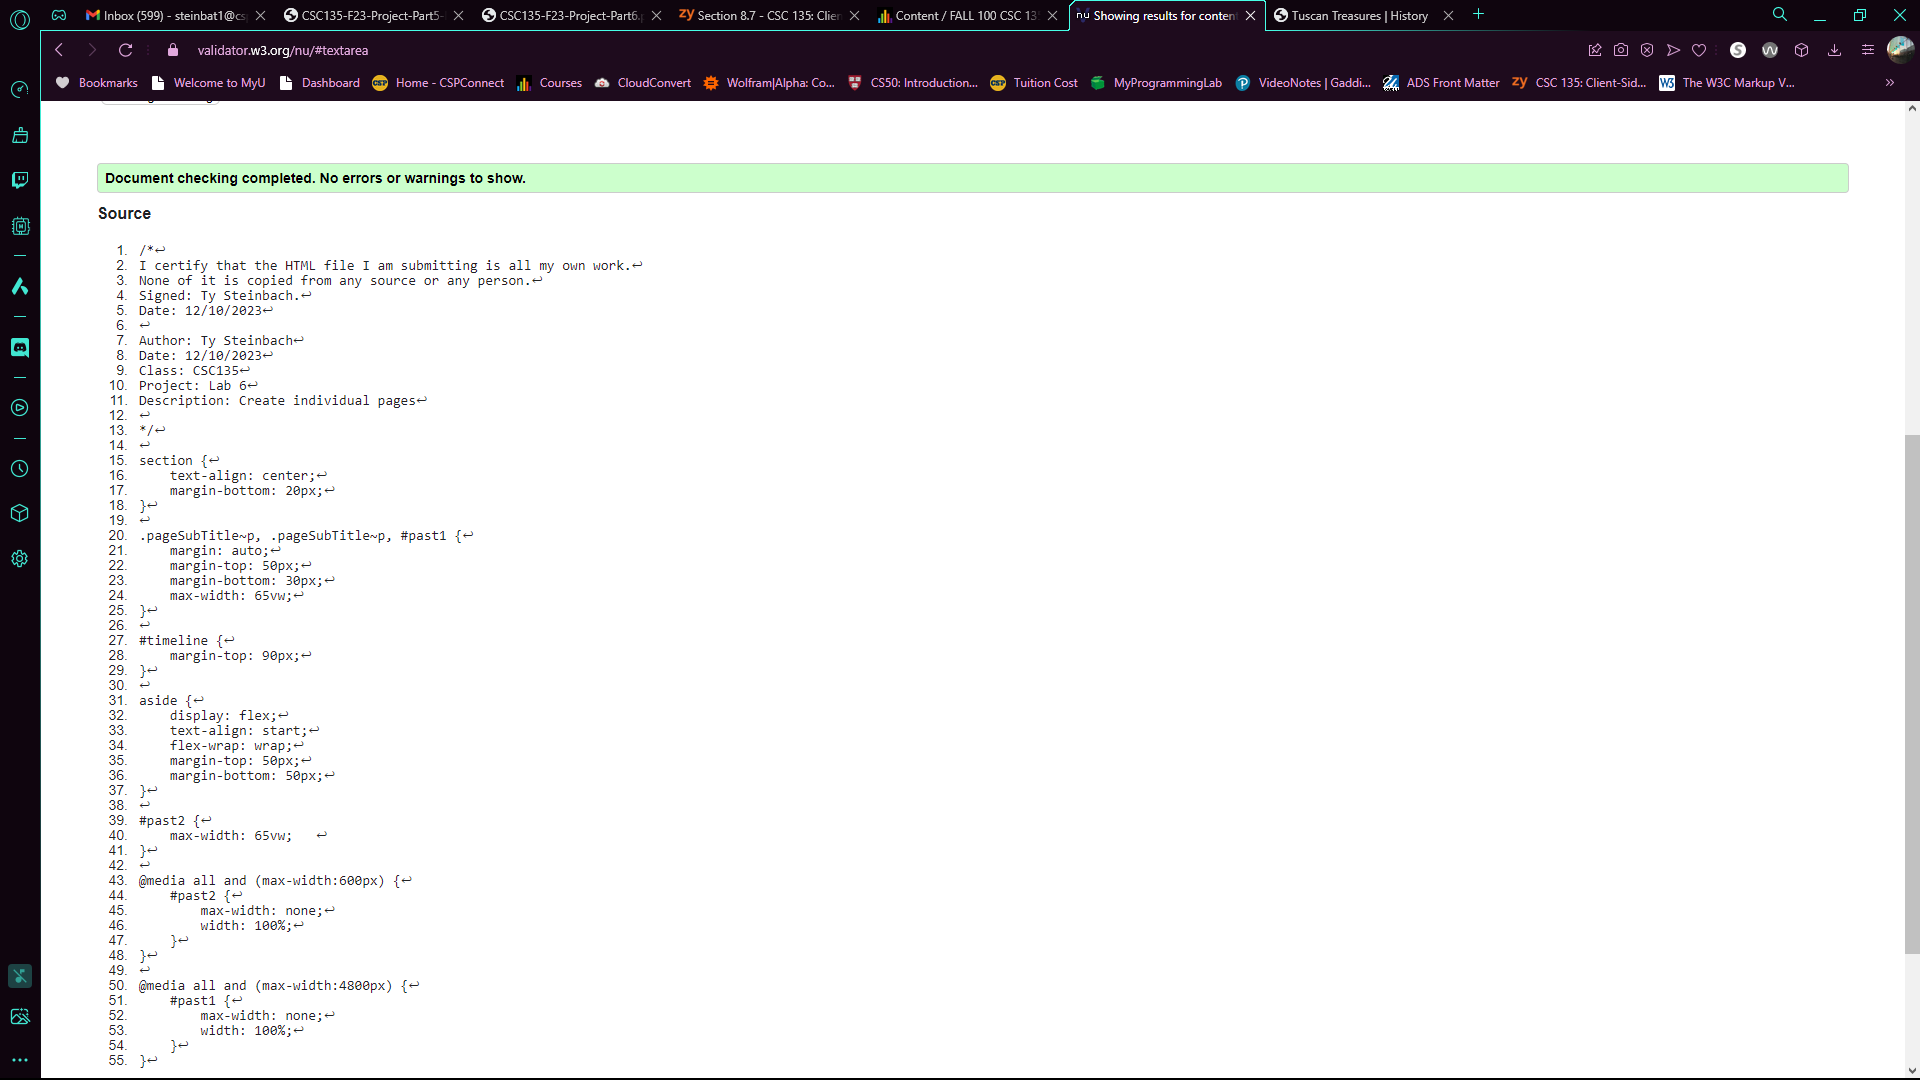 Inbox (599) - steinbat1@cs
CSC135-F23-Project-Part5-
CSC135-F23-Project-Part6.
zy Section 8.7 - CSC 135: Clien
Content / FALL 100 CSC 13
nu Showing results for conten
Tuscan Treasures | History
validator.w3.org/nu/#textarea
Bookmarks
Welcome to MyU
Dashboard
CSP Home - CSPConnect
Courses
CloudConvert
Wolfram|Alpha: Co...
CS50: Introduction...
CSP Tuition Cost
MyProgrammingLab
VideoNotes | Gaddi...
ADS Front Matter
zy CSC 135: Client-Sid...
W3 The W3C Markup V...
Document checking completed. No errors or warnings to show.
Source
1. /*↩
2. I certify that the HTML file I am submitting is all my own work.↩
3. None of it is copied from any source or any person.↩
4. Signed: Ty Steinbach.↩
5. Date: 12/10/2023↩
6. ↩
7. Author: Ty Steinbach↩
8. Date: 12/10/2023↩
9. Class: CSC135↩
10. Project: Lab 6↩
11. Description: Create individual pages↩
12. ↩
13. */↩
14. ↩
15. section {↩
16. text-align: center;↩
17. margin-bottom: 20px;↩
18. }↩
19. ↩
20. .pageSubTitle~p, .pageSubTitle~p, #past1 {↩
21. margin: auto;↩
22. margin-top: 50px;↩
23. margin-bottom: 30px;↩
24. max-width: 65vw;↩
25. }↩
26. ↩
27. #timeline {↩
28. margin-top: 90px;↩
29. }↩
30. ↩
31. aside {↩
32. display: flex;↩
33. text-align: start;↩
34. flex-wrap: wrap;↩
35. margin-top: 50px;↩
36. margin-bottom: 50px;↩
37. }↩
38. ↩
39. #past2 {↩
40. max-width: 65vw; ↩
41. }↩
42. ↩
43. @media all and (max-width:600px) {↩
44. #past2 {↩
45. max-width: none;↩
46. width: 100%;↩
47. }↩
48. }↩
49. ↩
50. @media all and (max-width:4800px) {↩
51. #past1 {↩
52. max-width: none;↩
53. width: 100%;↩
54. }↩
55. }↩